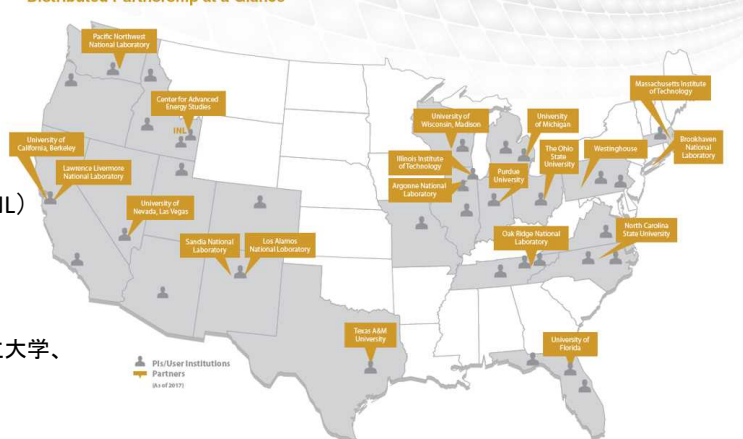 Distributed Partnership at a Glance
Pacific Northwest
National Laboratory
Center for Advanced
Energy Studies
INL
University of
California, Berkeley
Lawrence Livermore
National Laboratory
University of
Nevada, Las Vegas
Sandia National
Laboratory
Los Alamos
National Loboratory
Texas A&M
University
University of
Wisconsin, Madison
Illinois Institute
of Technology
Argonne National
Laboratory
University
of Michigan
Purdue
University
The Ohio
State
University
Westinghouse
Massachusetts Institute
of Technology
Brookhaven
National
Laboratory
Oak Ridge National
Laboratory
North Carolina
State University
University of
Florida
PIs/User Institutions
Partners
(As of 2017)
NL)
大学、